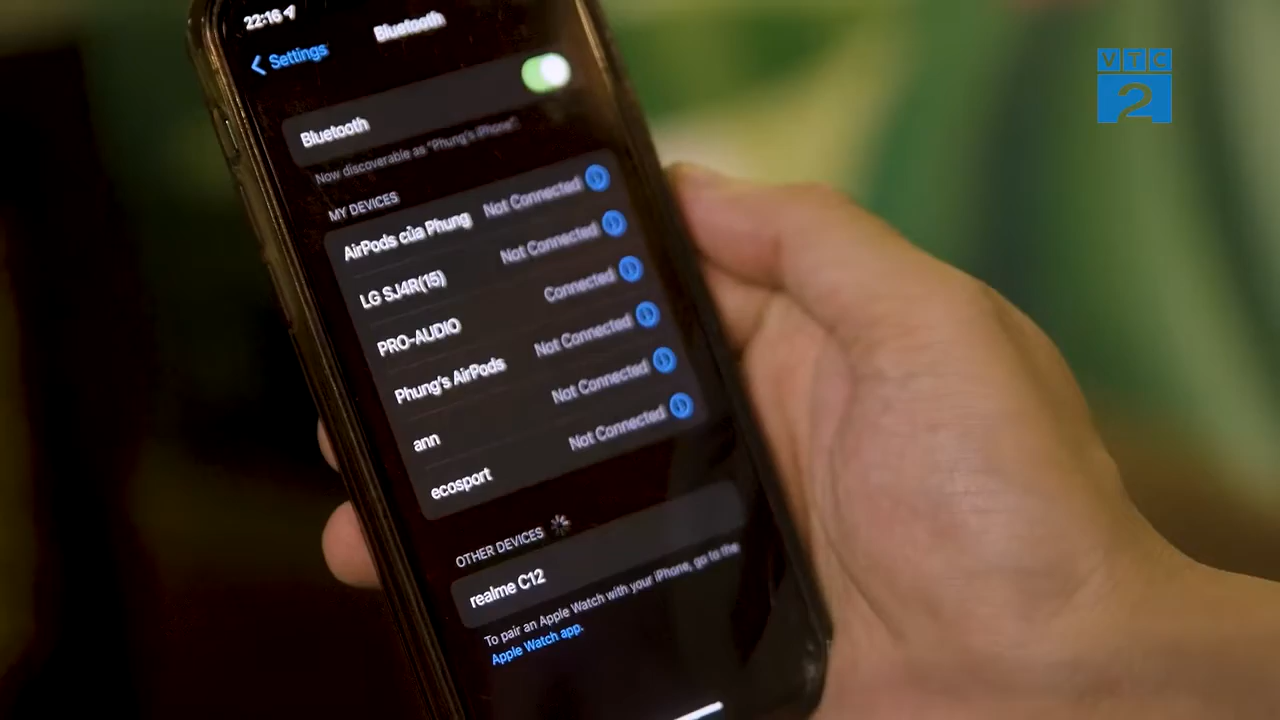 22:16
Settings
Bluetooth
VTC
2
Bluetooth
Now discoverable as "Phung's iPhone".
MY DEVICES
AirPods của Phung Not Connected
LG SJ4R(15) Not Connected
PRO-AUDIO Connected
Phung's AirPods Not Connected
ann Not Connected
ecosport Not Connected
OTHER DEVICES
realme C12
To pair an Apple Watch with your iPhone, go to the
Apple Watch app.